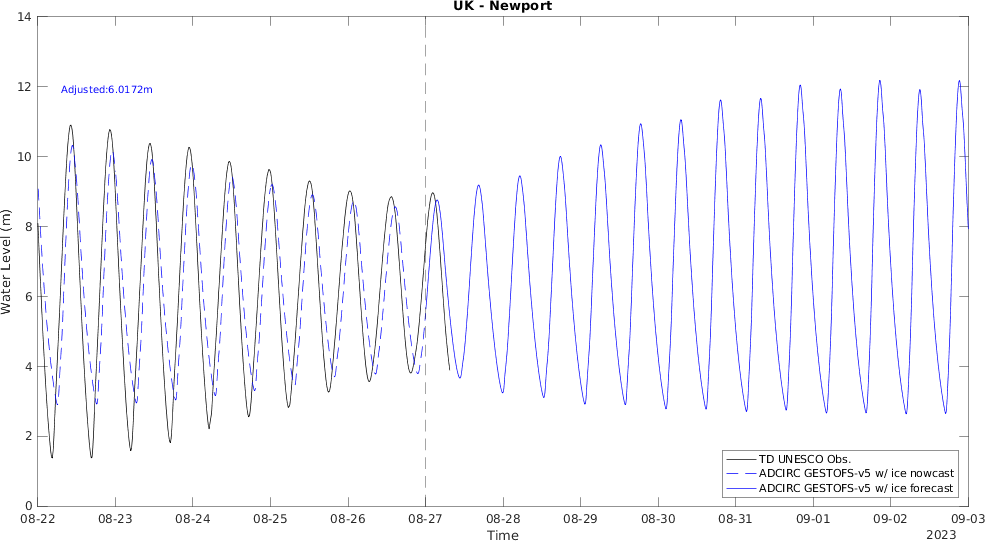 UK - Newport
14
12
10
8
6
4
2
0
Water Level (m)
Adjusted:6.0172m
TD UNESCO Obs.
ADCIRC GESTOFS-v5 w/ ice nowcast
ADCIRC GESTOFS-v5 w/ ice forecast
08-22 08-23 08-24 08-25 08-26 08-27 08-28 08-29 08-30 08-31 09-01 09-02 09-03
Time
2023